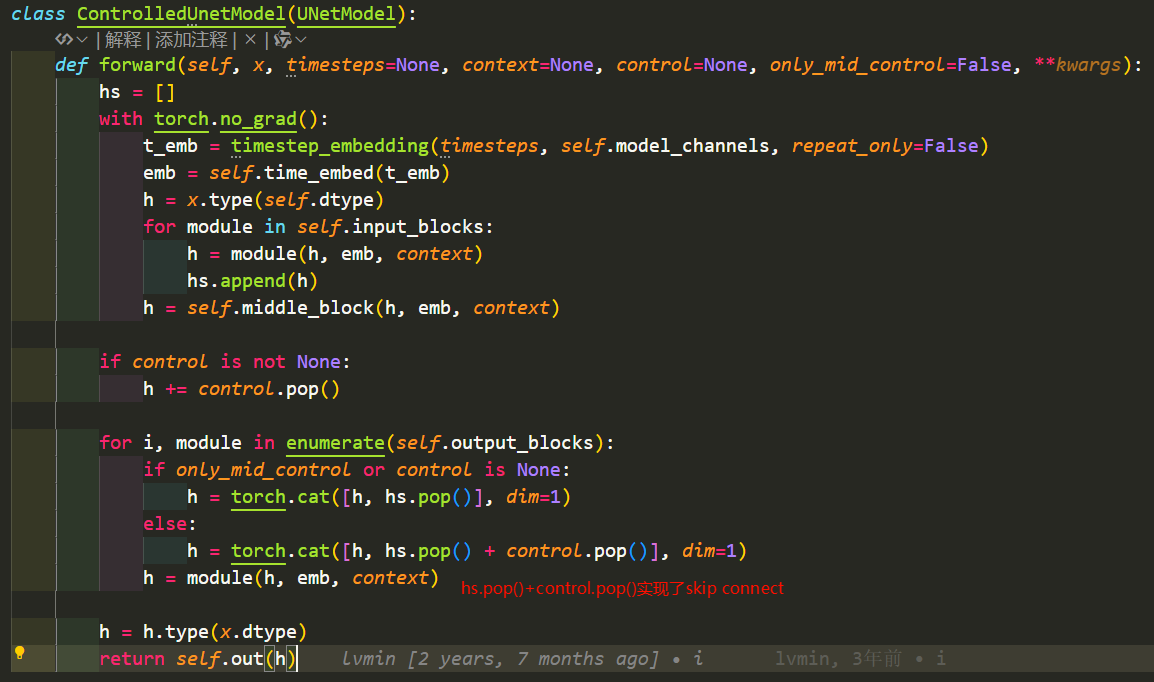 class ControlledUnetModel(UNetModel):
| 解释 | 添加注释 | × |
def forward(self, x, timesteps=None, context=None, control=None, only_mid_control=False, **kwargs):
hs = []
with torch.no_grad():
t_emb = timestep_embedding(timesteps, self.model_channels, repeat_only=False)
emb = self.time_embed(t_emb)
h = x.type(self.dtype)
for module in self.input_blocks:
h = module(h, emb, context)
hs.append(h)
h = self.middle_block(h, emb, context)
if control is not None:
h += control.pop()
for i, module in enumerate(self.output_blocks):
if only_mid_control or control is None:
h = torch.cat([h, hs.pop()], dim=1)
else:
h = torch.cat([h, hs.pop() + control.pop()], dim=1)
h = module(h, emb, context)
hs.pop()+control.pop()实现了skip connect
h = h.type(x.dtype)
return self.out(h) lvmin [2 years, 7 months ago] • i lvmin, 3年前 • i